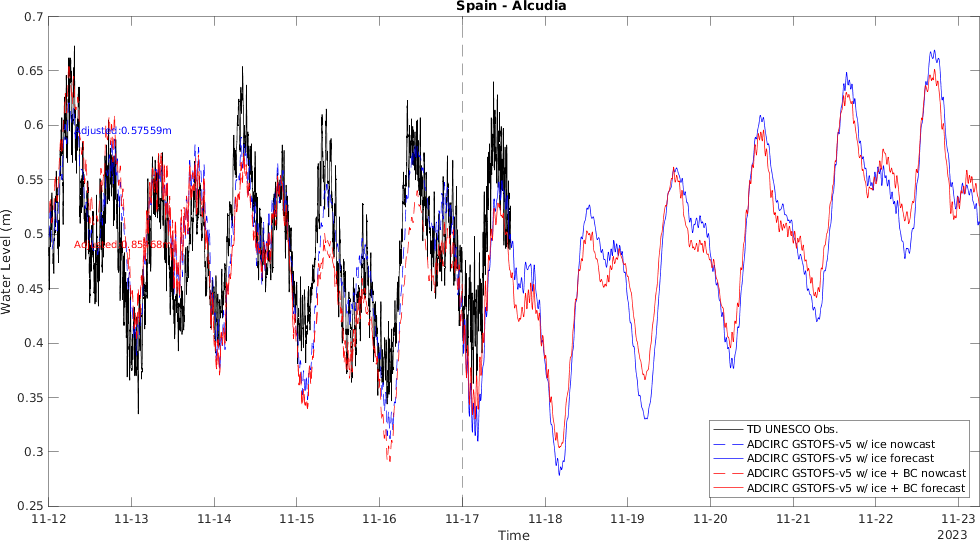 Spain - Alcudia
0.7
0.65
0.6
0.55
0.5
0.45
0.4
0.35
0.3
0.25
Water Level (m)
Adjusted:0.57559m
TD UNESCO Obs.
ADCIRC GSTOFS-v5 w/ ice nowcast
ADCIRC GSTOFS-v5 w/ ice forecast
ADCIRC GSTOFS-v5 w/ ice + BC nowcast
ADCIRC GSTOFS-v5 w/ ice + BC forecast
11-12 11-13 11-14 11-15 11-16 11-17 11-18 11-19 11-20 11-21 11-22 11-23
Time
2023